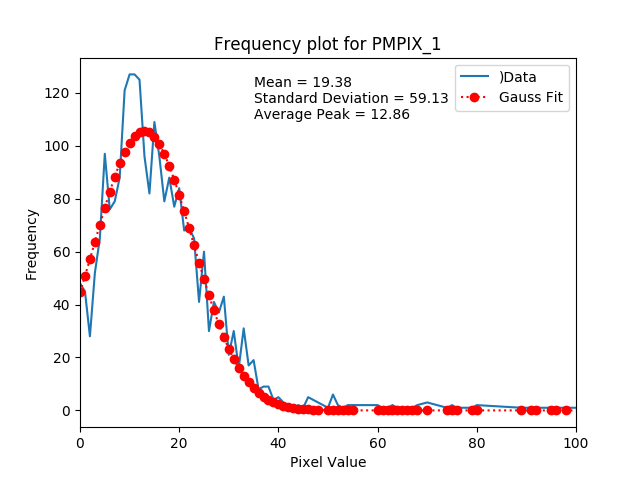 Frequency plot for PMPIX_1
Mean = 19.38
Standard Deviation = 59.13
Average Peak = 12.86
)Data
Gauss Fit
Frequency
120
100
80
60
40
20
0
0 20 40 60 80 100
Pixel Value